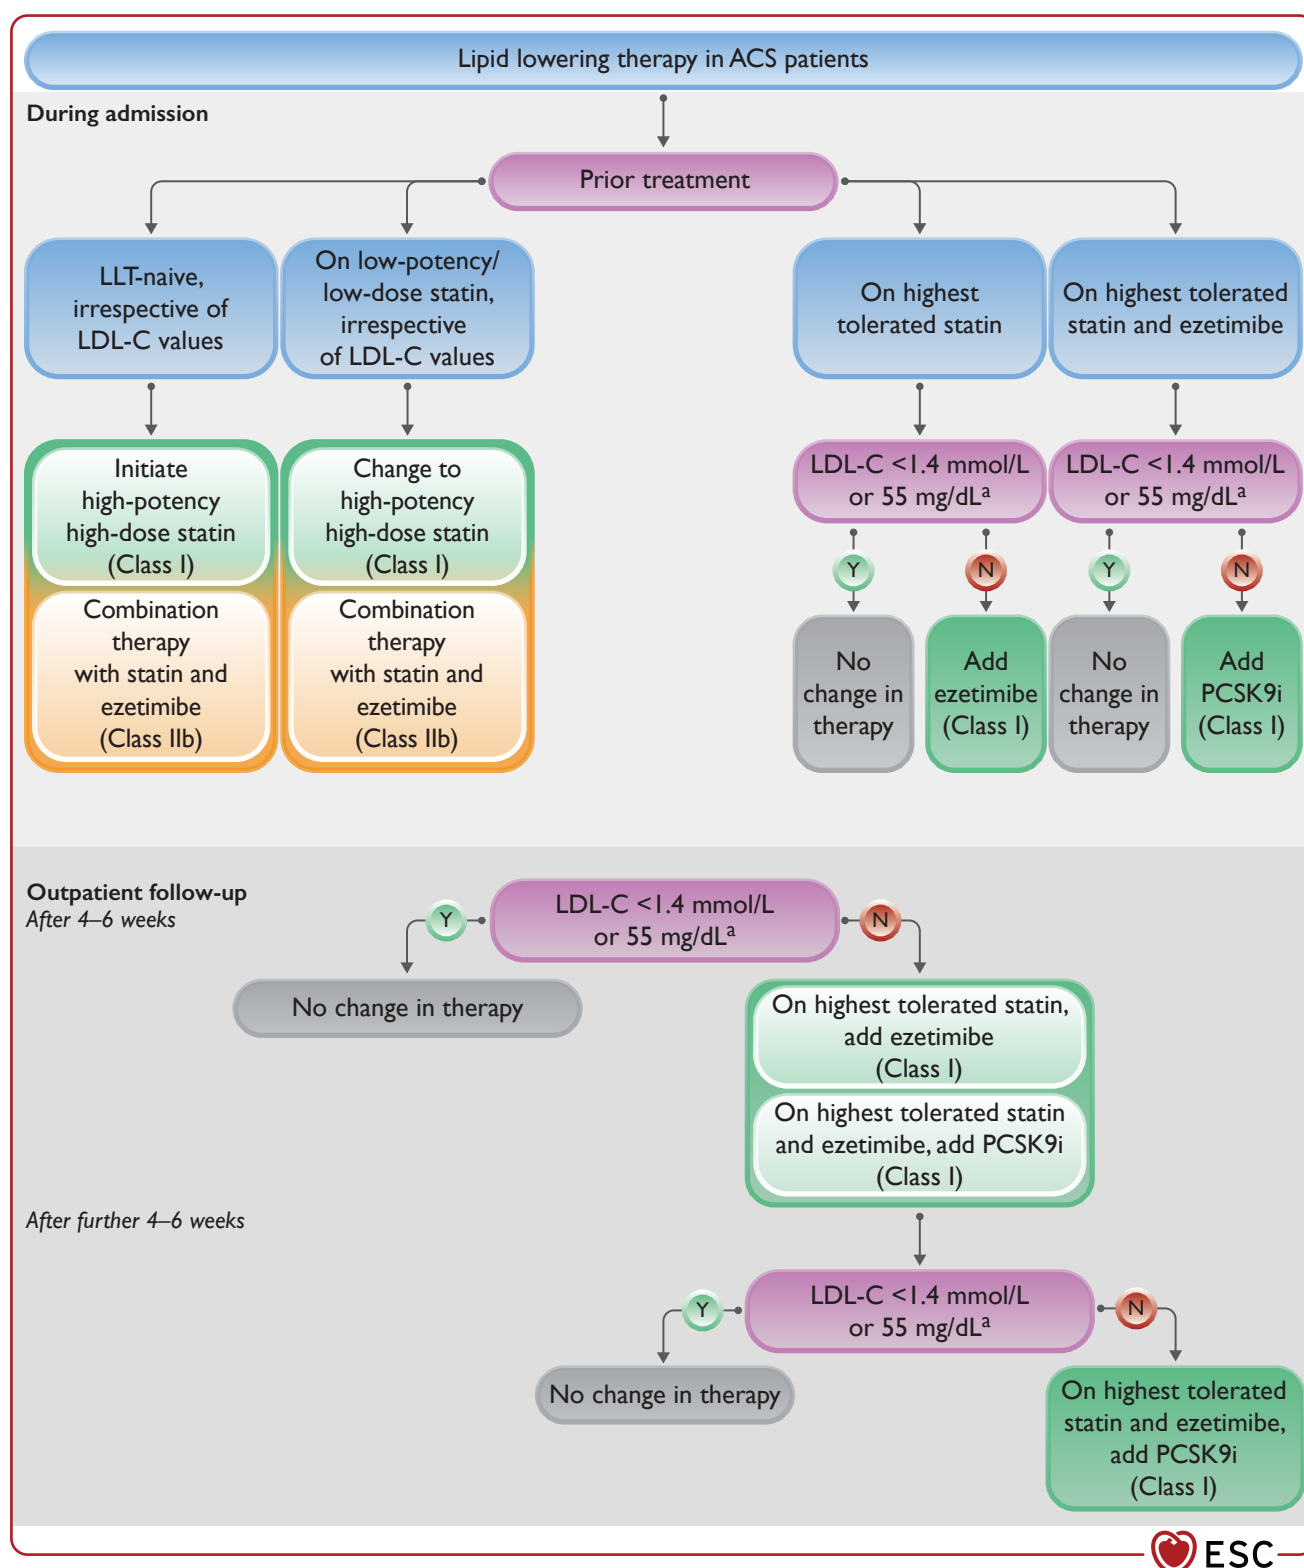 Lipid lowering therapy in ACS patients
During admission
Prior treatment
LLT-naive,
irrespective of
LDL-C values
On low-potency/
low-dose statin,
irrespective
of LDL-C values
On highest
tolerated statin
On highest tolerated
statin and ezetimibe
Initiate
high-potency
high-dose statin
(Class I)
Combination
therapy
with statin and
ezetimibe
(Class IIb)
Change to
high-potency
high-dose statin
(Class I)
Combination
therapy
with statin and
ezetimibe
(Class IIb)
LDL-C <1.4 mmol/L
or 55 mg/dLᵃ
Y
N
No
change in
therapy
Add
ezetimibe
(Class I)
LDL-C <1.4 mmol/L
or 55 mg/dLᵃ
Y
N
No
change in
therapy
Add
PCSK9i
(Class I)
Outpatient follow-up
After 4–6 weeks
LDL-C <1.4 mmol/L
or 55 mg/dLᵃ
Y
N
No change in therapy
On highest tolerated statin,
add ezetimibe
(Class I)
On highest tolerated statin
and ezetimibe, add PCSK9i
(Class I)
After further 4–6 weeks
LDL-C <1.4 mmol/L
or 55 mg/dLᵃ
Y
N
No change in therapy
On highest tolerated
statin and ezetimibe,
add PCSK9i
(Class I)
ESC